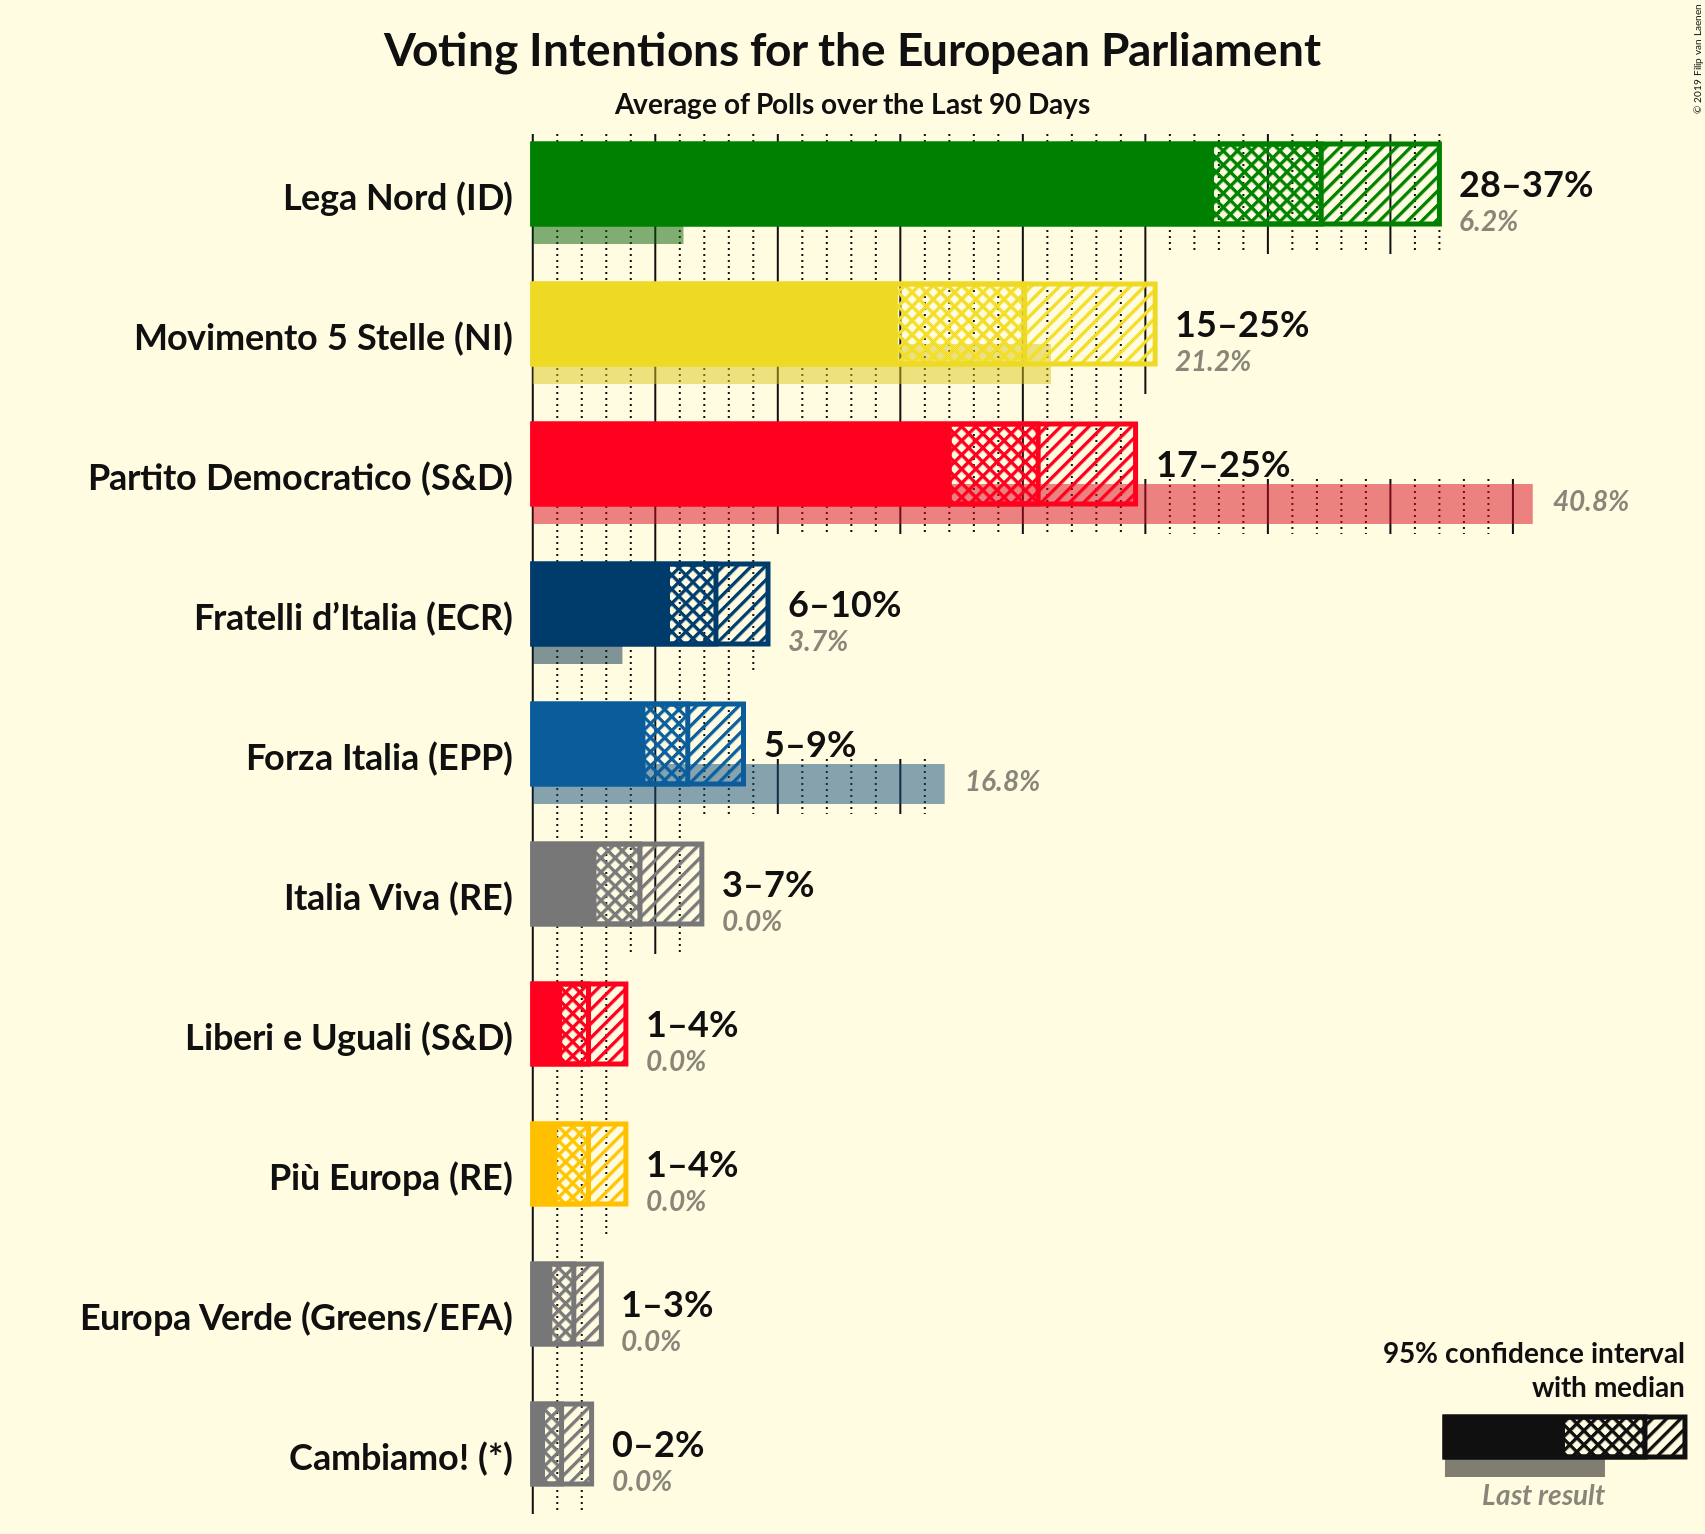 © 2019 Filip van Laenen
Voting Intentions for the European Parliament
Average of Polls over the Last 90 Days
Lega Nord (ID)
28–37%
6.2%
Movimento 5 Stelle (NI)
15–25%
21.2%
Partito Democratico (S&D)
17–25%
40.8%
Fratelli d’Italia (ECR)
6–10%
3.7%
Forza Italia (EPP)
5–9%
16.8%
Italia Viva (RE)
3–7%
0.0%
Liberi e Uguali (S&D)
1–4%
0.0%
Più Europa (RE)
1–4%
0.0%
Europa Verde (Greens/EFA)
1–3%
0.0%
Cambiamo! (*)
0–2%
0.0%
95% confidence interval
with median
Last result